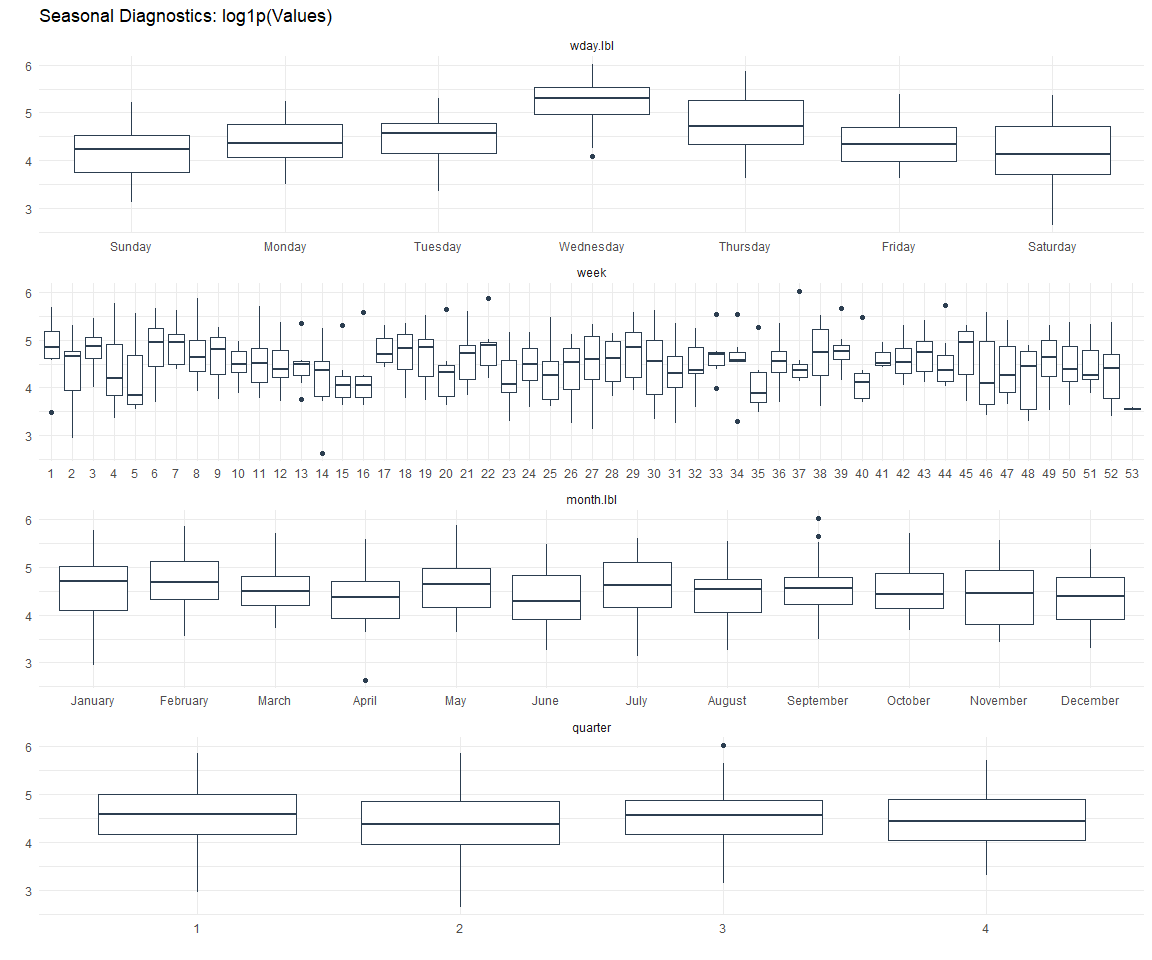 Seasonal Diagnostics: log1p(Values)
wday.lbl
6
5
4
3
Sunday Monday Tuesday Wednesday Thursday Friday Saturday
week
6
5
4
3
1 2 3 4 5 6 7 8 9 10 11 12 13 14 15 16 17 18 19 20 21 22 23 24 25 26 27 28 29 30 31 32 33 34 35 36 37 38 39 40 41 42 43 44 45 46 47 48 49 50 51 52 53
month.lbl
6
5
4
3
January February March April May June July August September October November December
quarter
6
5
4
3
1 2 3 4